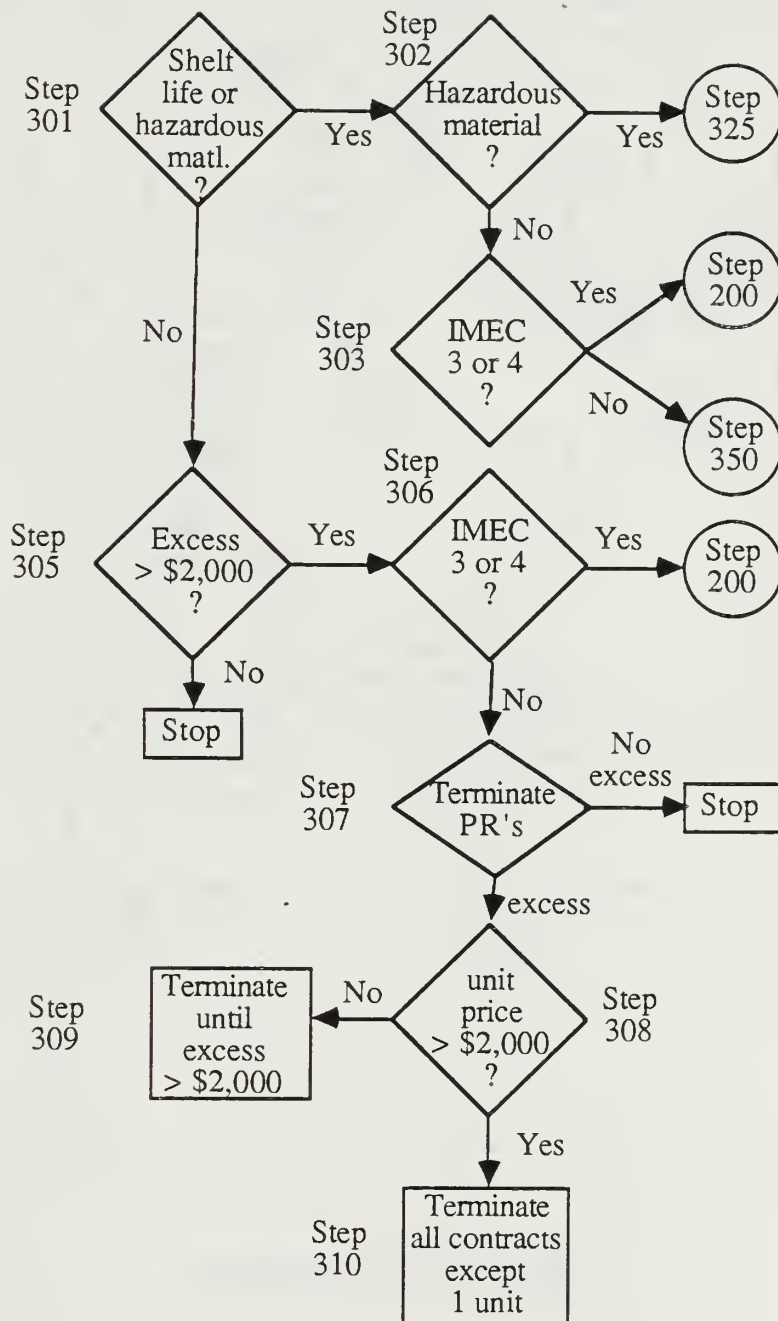 Step
301
Shelf
life or
hazardous
matl.
?
Yes
Step
302
Hazardous
material
?
Yes
Step
325
No
No
Step
303
IMEC
3 or 4
?
Yes
Step
200
No
Step
350
Step
305
Excess
> $2,000
?
Yes
Step
306
IMEC
3 or 4
?
Yes
Step
200
No
Stop
No
Step
307
Terminate
PR's
No
excess
Stop
excess
Step
308
unit
price
> $2,000
?
No
Step
309
Terminate
until
excess
> $2,000
Yes
Step
310
Terminate
all contracts
except
1 unit